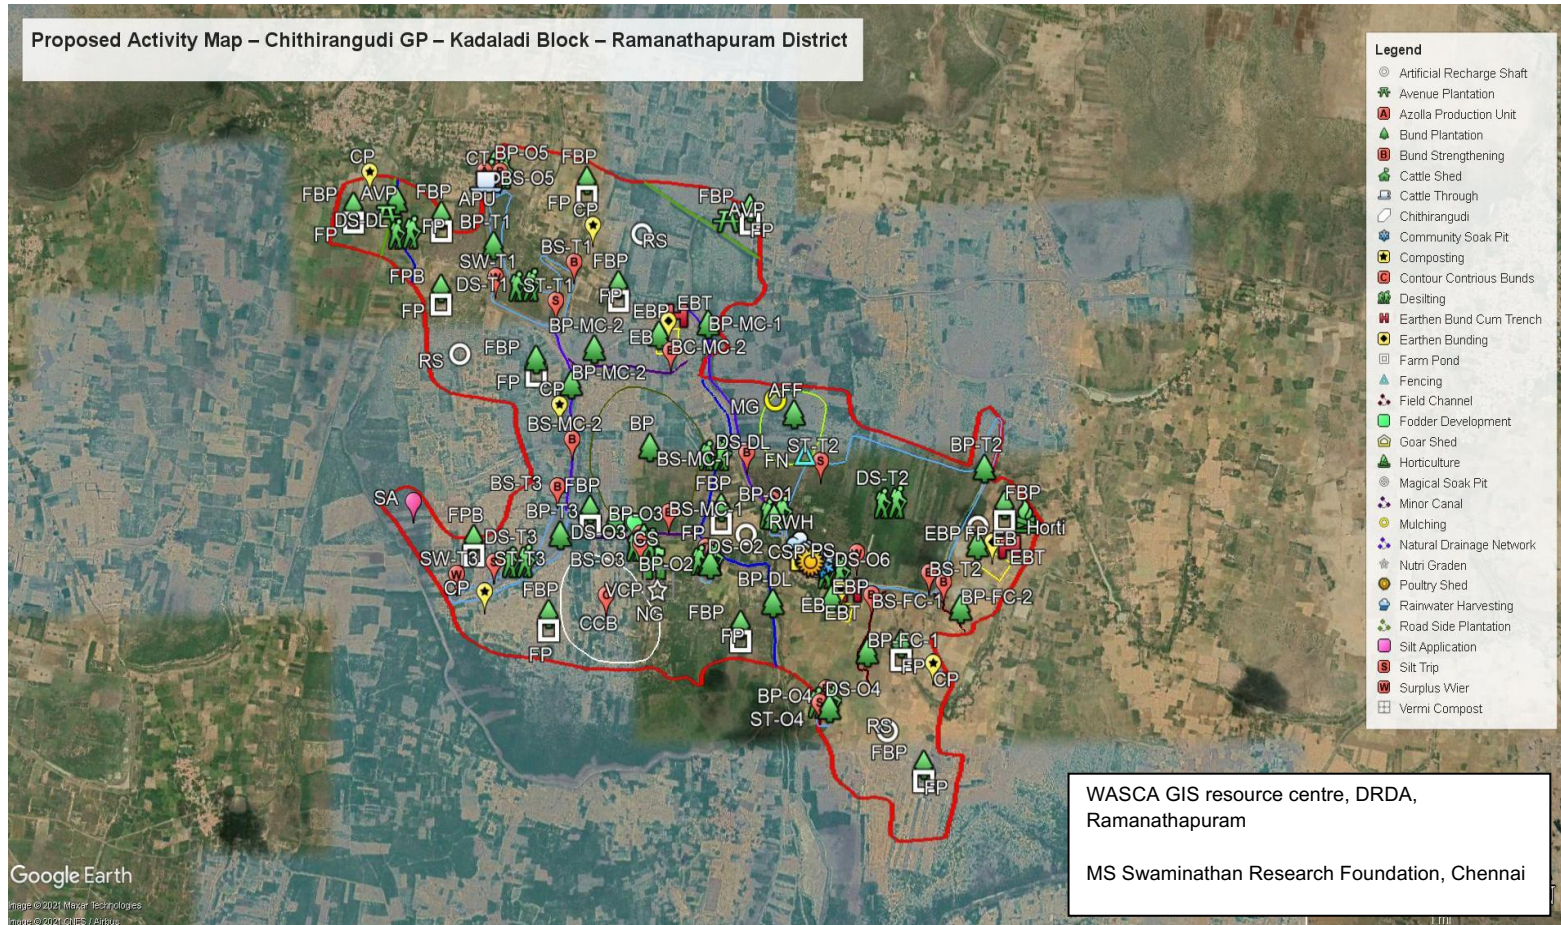 Proposed Activity Map – Chithirangudi GP – Kadaladi Block – Ramanathapuram District
Legend
Artificial Recharge Shaft
Avenue Plantation
Azolla Production Unit
Bund Plantation
Bund Strengthening
Cattle Shed
Cattle Through
Chithirangudi
Community Soak Pit
Composting
Contour Contrious Bunds
Desilting
Earthen Bund Cum Trench
Earthen Bunding
Farm Pond
Fencing
Field Channel
Fodder Development
Goar Shed
Horticulture
Magical Soak Pit
Minor Canal
Mulching
Natural Drainage Network
Nutri Graden
Poultry Shed
Rainwater Harvesting
Road Side Plantation
Silt Application
Silt Trip
Surplus Wier
Vermi Compost
CP
CT
BP-O5
FBP
BS-O5
FBP
AVP
FBP
APU
FP
CP
FBP
AVP
DS-DL
FP
BP-T1
FP
FP
RS
BS-T1
SW-T1
FBP
FPB
DS-T1
ST-T1
FP
FP
EBT
EBP
BP-MC-2
BP-MC-1
EB
BC-MC-2
RS
FBP
BP-MC-2
FP
CP
AFF
MG
BS-MC-2
BP
DS-DL
ST-T2
BP-T2
BS-MC-1
FN
DS-T2
BS-T3
FBP
FBP
SA
BP-O1
FBP
FPB
BP-T3
BP-O3
BS-MC-1
RWH
Horti
DS-T3
DS-O3
CS
FP
DS-O2
EBP
FP
EB
SW-T3
ST-T3
BS-O3
BP-O2
CSP
PS
DS-O6
EBT
BS-T2
CP
FBP
VCP
BP-DL
EBP
CCB
NG
FBP
EB
EBT
BS-FC-1
BP-FC-2
FP
FP
BP-FC-1
FP
CP
BP-O4
DS-O4
ST-O4
RS
FBP
FP
WASCA GIS resource centre, DRDA,
Ramanathapuram
MS Swaminathan Research Foundation, Chennai
Google Earth
Image © 2021 Maxar Technologies
Image © 2021 CNES / Airbus